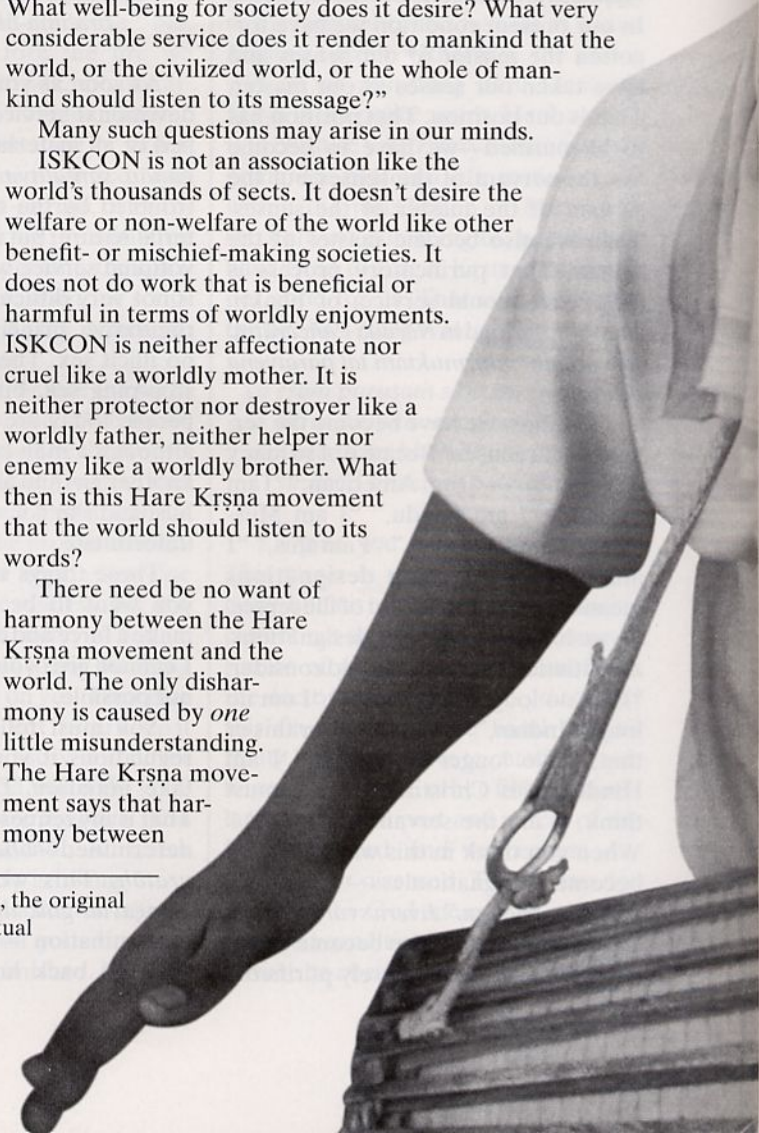 What well-being for society does it desire? What very
considerable service does it render to mankind that the
world, or the civilized world, or the whole of man-
kind should listen to its message?”
Many such questions may arise in our minds.
ISKCON is not an association like the
world’s thousands of sects. It doesn’t desire the
welfare or non-welfare of the world like other
benefit- or mischief-making societies. It
does not do work that is beneficial or
harmful in terms of worldly enjoyments.
ISKCON is neither affectionate nor
cruel like a worldly mother. It is
neither protector nor destroyer like a
worldly father, neither helper nor
enemy like a worldly brother. What
then is this Hare Kṛṣṇa movement
that the world should listen to its
words?
There need be no want of
harmony between the Hare
Kṛṣṇa movement and the
world. The only dishar-
mony is caused by one
little misunderstanding.
The Hare Kṛṣṇa move-
ment says that har-
mony between
, the original
tual